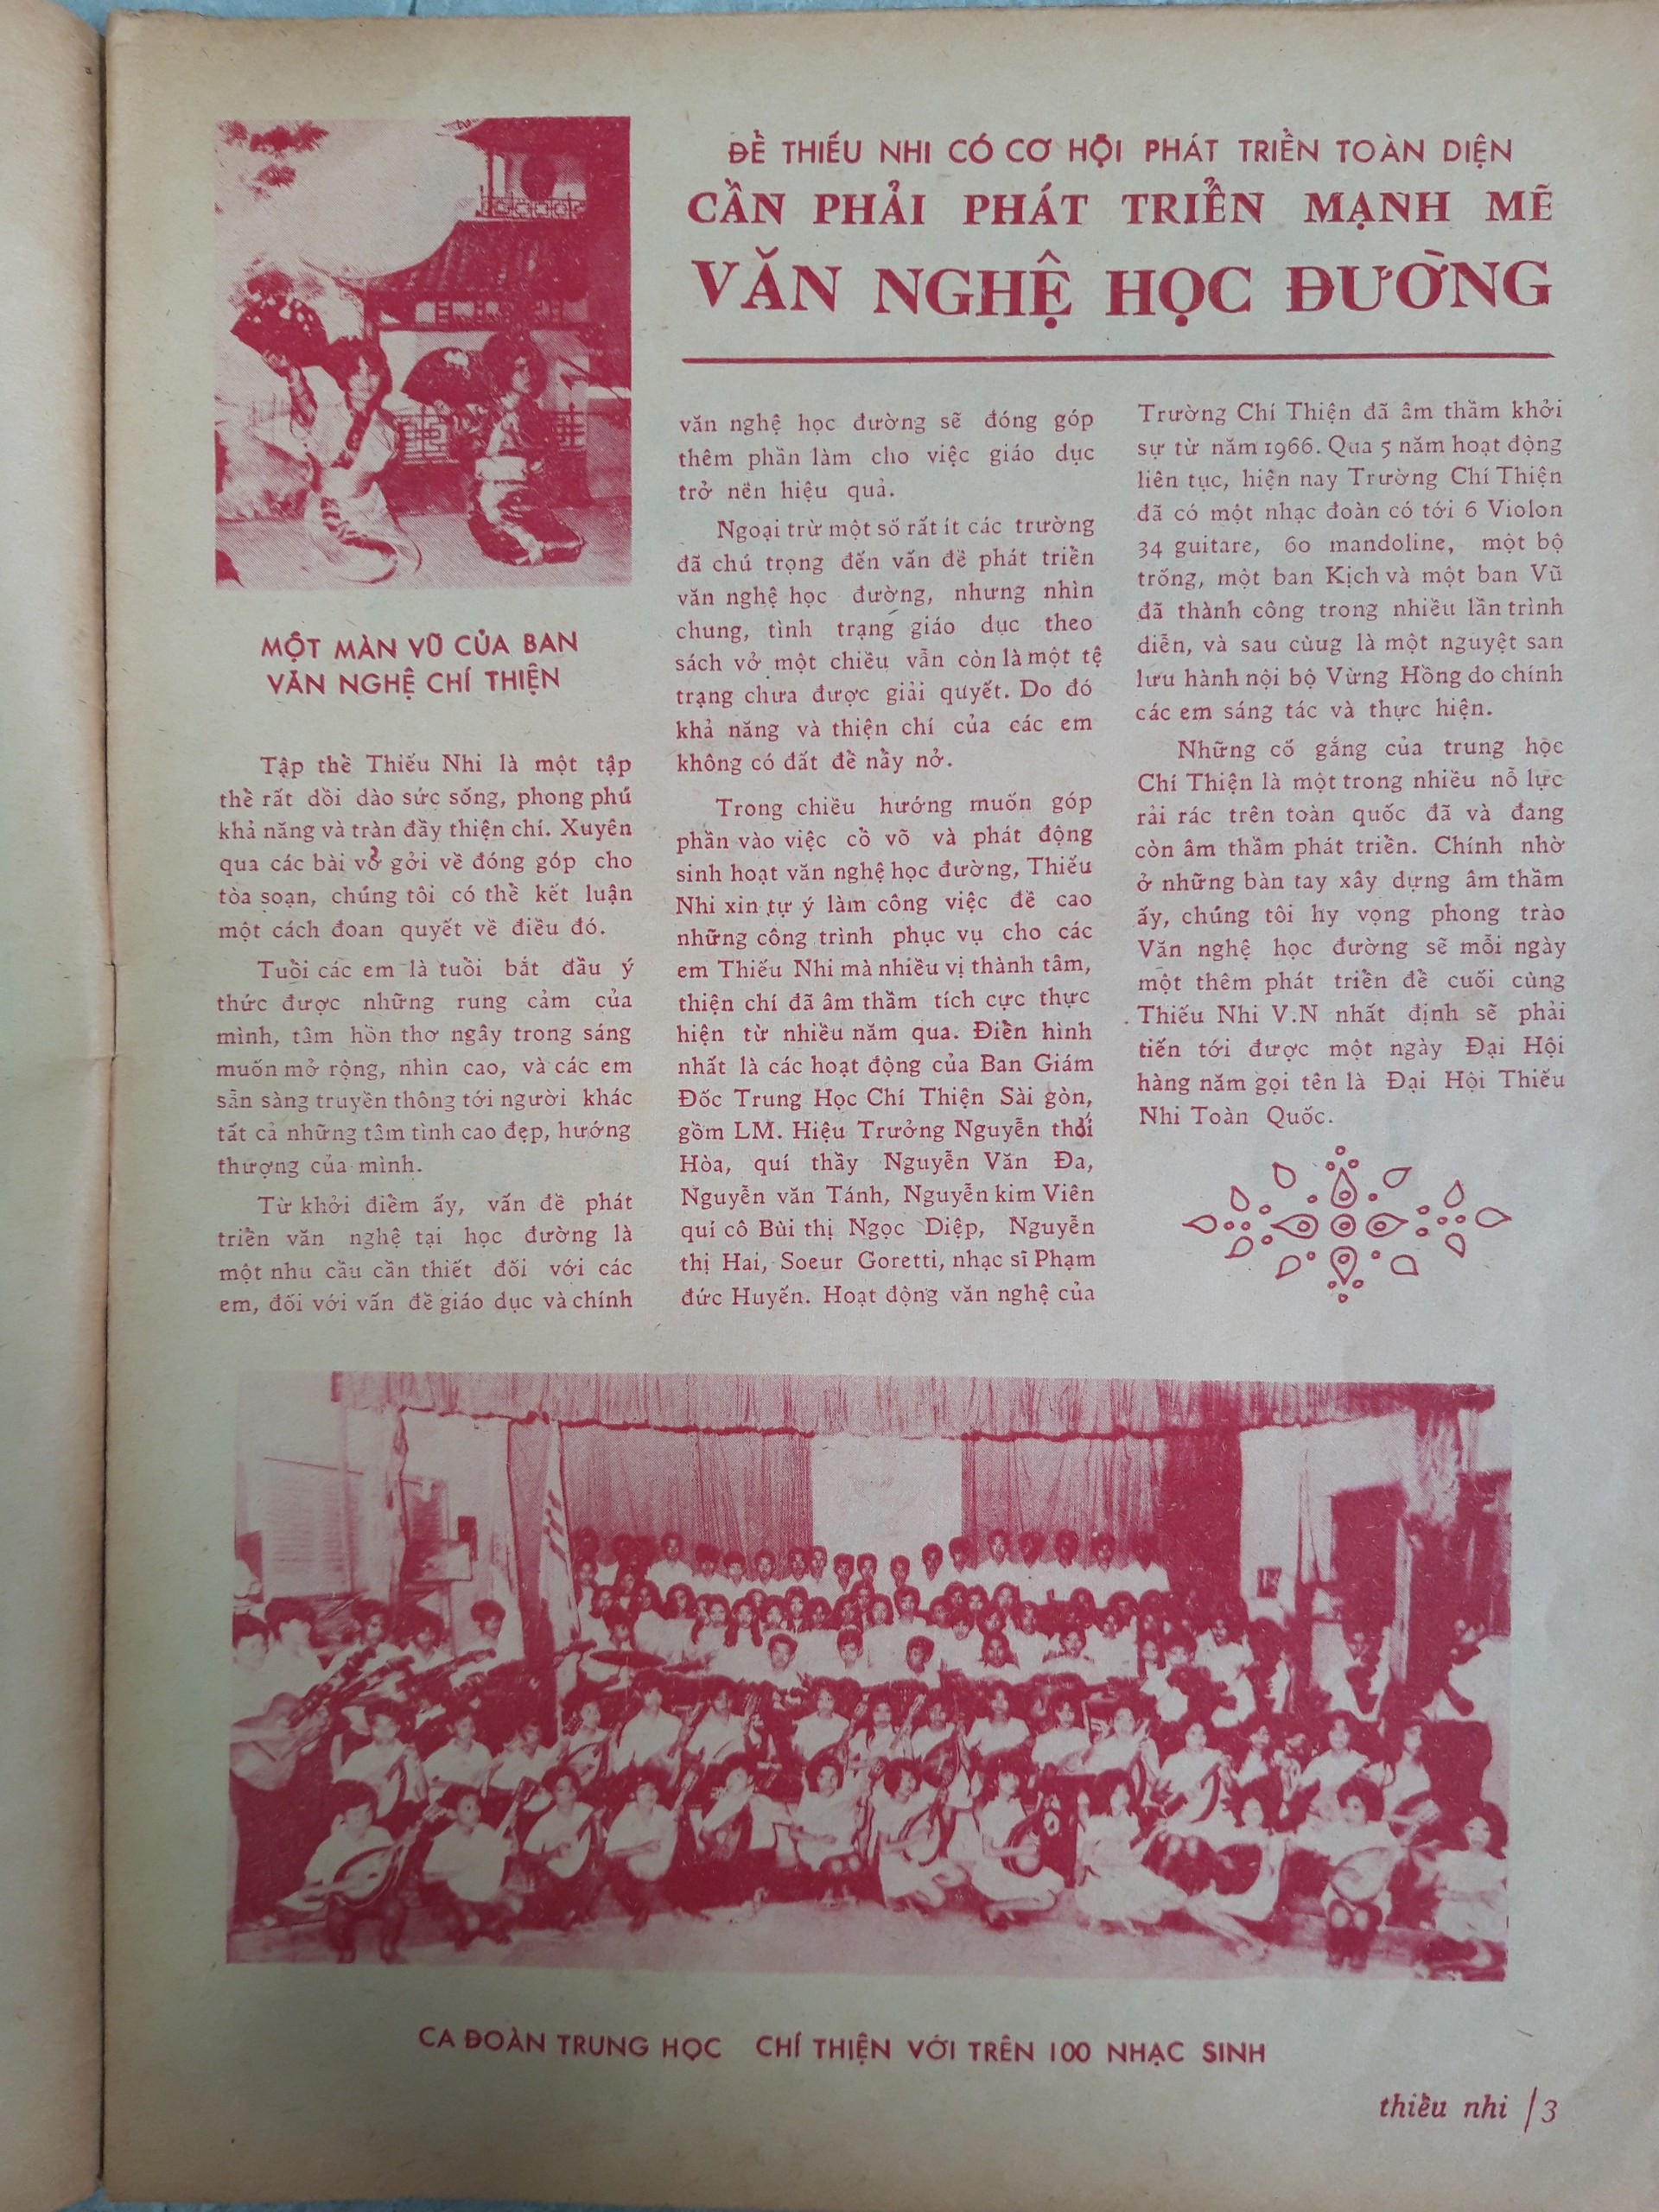 ĐỂ THIẾU NHI CÓ CƠ HỘI PHÁT TRIỂN TOÀN DIỆN
CẦN PHẢI PHÁT TRIỂN MẠNH MẼ
VĂN NGHỆ HỌC ĐƯỜNG
MỘT MÀN VŨ CỦA BAN
VĂN NGHỆ CHÍ THIỆN
Tập thể Thiếu Nhi là một tập
thể rất dồi dào sức sống, phong phú
khả năng và tràn đầy thiện chí. Xuyên
qua các bài vở gởi về đóng góp cho
tòa soạn, chúng tôi có thể kết luận
một cách đoan quyết về điều đó.
Tuổi các em là tuổi bắt đầu ý
thức được những rung cảm của
mình, tâm hồn thơ ngây trong sáng
muốn mở rộng, nhìn cao, và các em
sẵn sàng truyền thông tới người khác
tất cả những tâm tình cao đẹp, hướng
thượng của mình.
Từ khởi điểm ấy, vấn đề phát
triển văn nghệ tại học đường là
một nhu cầu cần thiết đối với các
em, đối với vấn đề giáo dục và chính
văn nghệ học đường sẽ đóng góp
thêm phần làm cho việc giáo dục
trở nên hiệu quả.
Ngoại trừ một số rất ít các trường
đã chú trọng đến vấn đề phát triển
văn nghệ học đường, nhưng nhìn
chung, tình trạng giáo dục theo
sách vở một chiều vẫn còn là một tệ
trạng chưa được giải quyết. Do đó
khả năng và thiện chí của các em
không có đất để nẩy nở.
Trong chiều hướng muốn góp
phần vào việc cổ võ và phát động
sinh hoạt văn nghệ học đường, Thiếu
Nhi xin tự ý làm công việc đề cao
những công trình phục vụ cho các
em Thiếu Nhi mà nhiều vị thành tâm,
thiện chí đã âm thầm tích cực thực
hiện từ nhiều năm qua. Điển hình
nhất là các hoạt động của Ban Giám
Đốc Trung Học Chí Thiện Sài gòn,
gồm LM. Hiệu Trưởng Nguyễn thới
Hòa, quí thầy Nguyễn Văn Đa,
Nguyễn văn Tánh, Nguyễn kim Viên
quí cô Bùi thị Ngọc Diệp, Nguyễn
thị Hai, Soeur Goretti, nhạc sĩ Phạm
đức Huyến. Hoạt động văn nghệ của
Trường Chí Thiện đã âm thầm khởi
sự từ năm 1966. Qua 5 năm hoạt động
liên tục, hiện nay Trường Chí Thiện
đã có một nhạc đoàn có tới 6 Violon
34 guitare, 60 mandoline, một bộ
trống, một ban Kịch và một ban Vũ
đã thành công trong nhiều lần trình
diễn, và sau cùug là một nguyệt san
lưu hành nội bộ Vừng Hồng do chính
các em sáng tác và thực hiện.
Những cố gắng của trung học
Chí Thiện là một trong nhiều nỗ lực
rải rác trên toàn quốc đã và đang
còn âm thầm phát triển. Chính nhờ
ở những bàn tay xây dựng âm thầm
ấy, chúng tôi hy vọng phong trào
Văn nghệ học đường sẽ mỗi ngày
một thêm phát triển để cuối cùng
Thiếu Nhi V.N nhất định sẽ phải
tiến tới được một ngày Đại Hội
hàng năm gọi tên là Đại Hội Thiếu
Nhi Toàn Quốc.
CA ĐOÀN TRUNG HỌC CHÍ THIỆN VỚI TRÊN 100 NHẠC SINH
thiếu nhi / 3